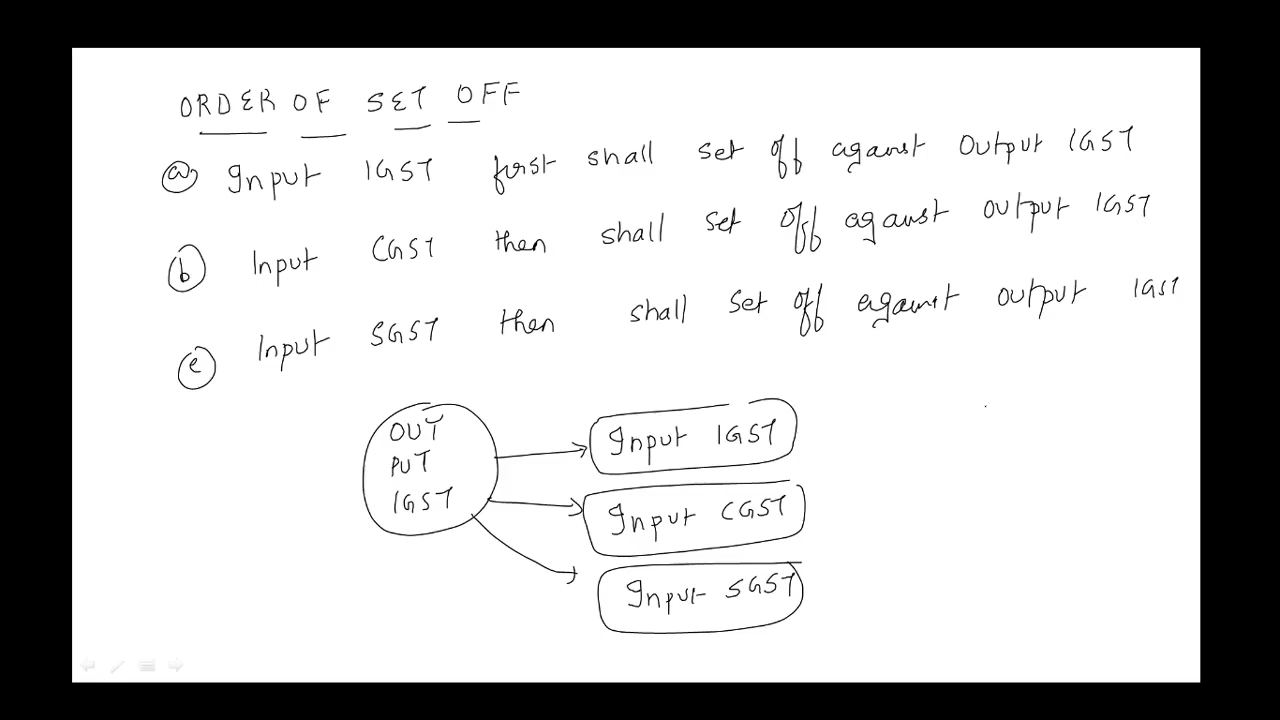 ORDER OF SET OFF
a Input IGST first shall set off against Output IGST
b Input CGST then shall set off against output IGST
c Input SGST then shall set off against output IGST
OUT
PUT
IGST
Input IGST
Input CGST
Input SGST